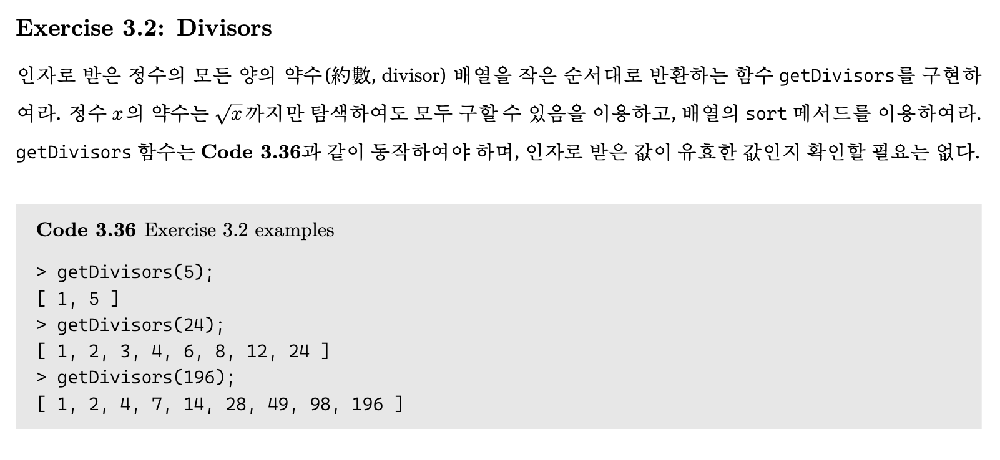 Exercise 3.2: Divisors
인자로 받은 정수의 모든 양의 약수(約數, divisor) 배열을 작은 순서대로 반환하는 함수 getDivisors를 구현하
여라. 정수 x의 약수는 √x까지만 탐색하여도 모두 구할 수 있음을 이용하고, 배열의 sort 메서드를 이용하여라.
getDivisors 함수는 Code 3.36과 같이 동작하여야 하며, 인자로 받은 값이 유효한 값인지 확인할 필요는 없다.
Code 3.36 Exercise 3.2 examples
> getDivisors(5);
[ 1, 5 ]
> getDivisors(24);
[ 1, 2, 3, 4, 6, 8, 12, 24 ]
> getDivisors(196);
[ 1, 2, 4, 7, 14, 28, 49, 98, 196 ]